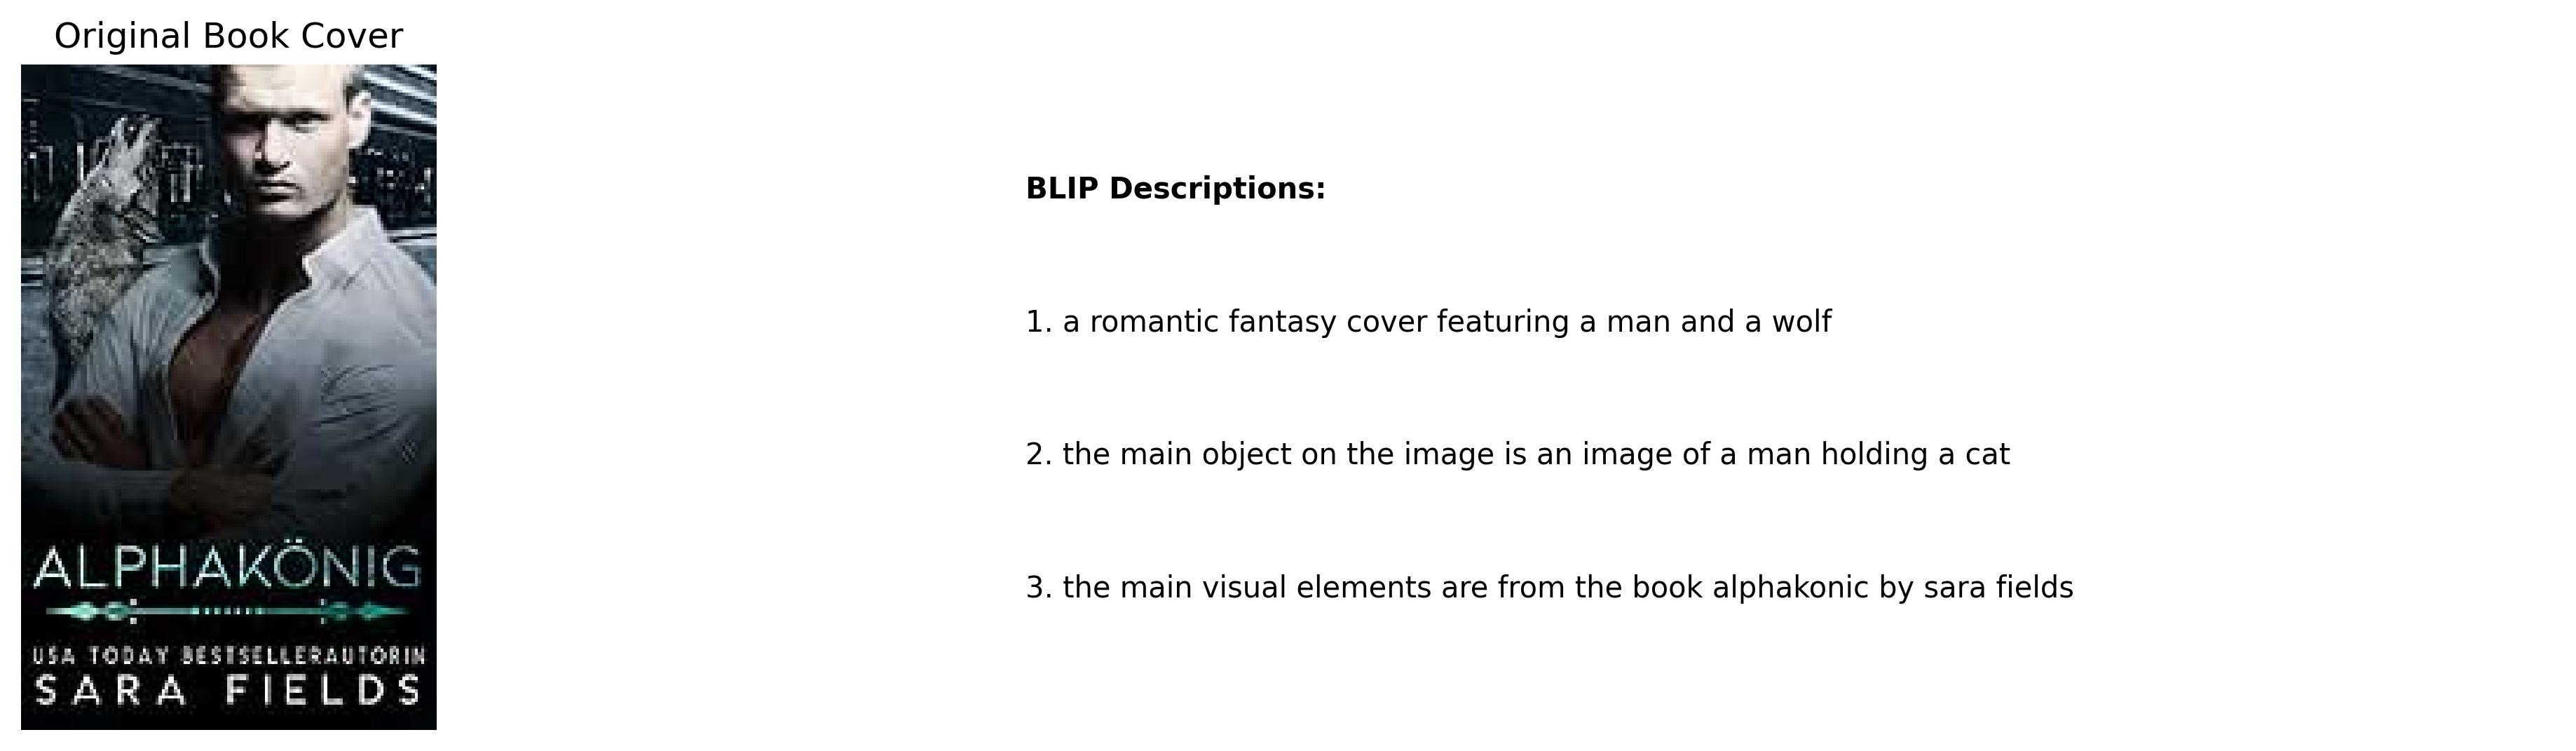 Original Book Cover
ALPHAKÖNIG
USA TODAY BESTSELLERAUTORIN
SARA FIELDS
BLIP Descriptions:
1. a romantic fantasy cover featuring a man and a wolf
2. the main object on the image is an image of a man holding a cat
3. the main visual elements are from the book alphakonic by sara fields